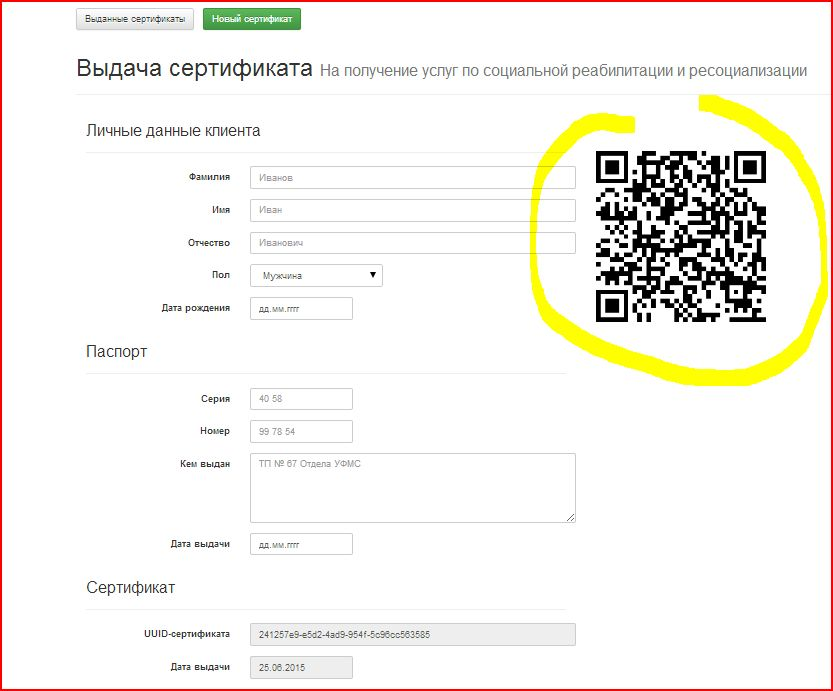 Выданные сертификаты Новый сертификат
Выдача сертификата На получение услуг по социальной реабилитации и ресоциализации
Личные данные клиента
Фамилия Иванов
Имя Иван
Отчество Иванович
Пол Мужчина
Дата рождения дд.мм.гггг
Паспорт
Серия 40 58
Номер 99 78 54
Кем выдан ТП № 67 Отдела УФМС
Дата выдачи дд.мм.гггг
Сертификат
UUID-сертификата 241257e9-e5d2-4ad9-954f-5c96cc563585
Дата выдачи 25.06.2015